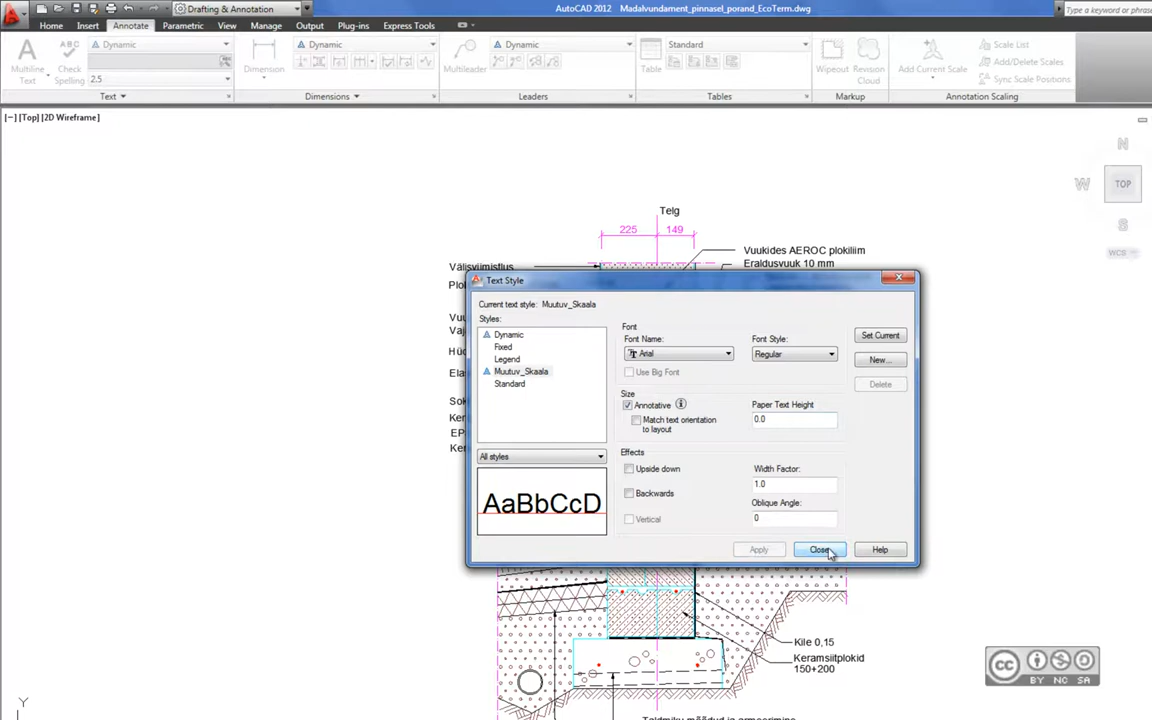 Drafting & Annotation
AutoCAD 2012 Madalvundament_pinnasel_porand_EcoTerm.dwg
Type a keyword or phrase
Home Insert Annotate Parametric View Manage Output Plug-ins Express Tools
Multiline Text
Check Spelling
Dynamic
2.5
Text
Dimension
Dynamic
Dimensions
Multileader
Dynamic
Leaders
Table
Standard
Tables
Wipeout
Revision Cloud
Markup
Add Current Scale
Scale List
Add/Delete Scales
Sync Scale Positions
Annotation Scaling
[−] [Top] [2D Wireframe]
N
W
TOP
S
WCS
Telg
225 149
Vuukides AEROC plokiliim
Välisviimistlus
Eraldusvuuk 10 mm
Text Style
Current text style: Muutuv_Skaala
Styles:
Dynamic
Fixed
Legend
Muutuv_Skaala
Standard
All styles
AaBbCcD
Font
Font Name:
Arial
Font Style:
Regular
Use Big Font
Size
Annotative
Match text orientation
to layout
Paper Text Height
0.0
Effects
Upside down
Backwards
Vertical
Width Factor:
1.0
Oblique Angle:
0
Set Current
New...
Delete
Apply
Close
Help
Kile 0,15
Keramsiitplokid
150+200
Y
CC BY NC SA